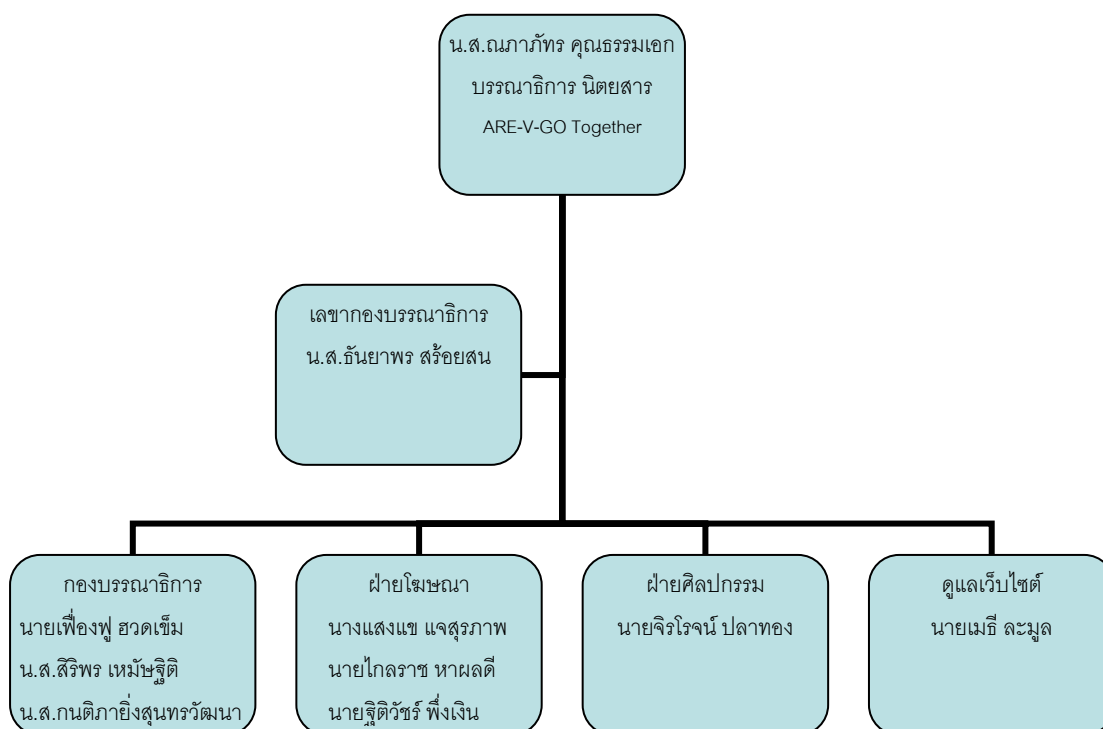 น.ส.ณภาภัทร คุณธรรมเอก
บรรณาธิการ นิตยสาร
ARE-V-GO Together
เลขากองบรรณาธิการ
น.ส.ธันยาพร สร้อยสน
กองบรรณาธิการ
นายเฟื่องฟู ฮวดเข็ม
น.ส.สิริพร เหมัษฐิติ
น.ส.กนติภายิ่งสุนทรวัฒนา
ฝ่ายโฆษณา
นางแสงแข แจสุรภาพ
นายไกลราช หาผลดี
นายฐิติวัชร์ พึ่งเงิน
ฝ่ายศิลปกรรม
นายจิรโรจน์ ปลาทอง
ดูแลเว็บไซต์
นายเมธี ละมูล